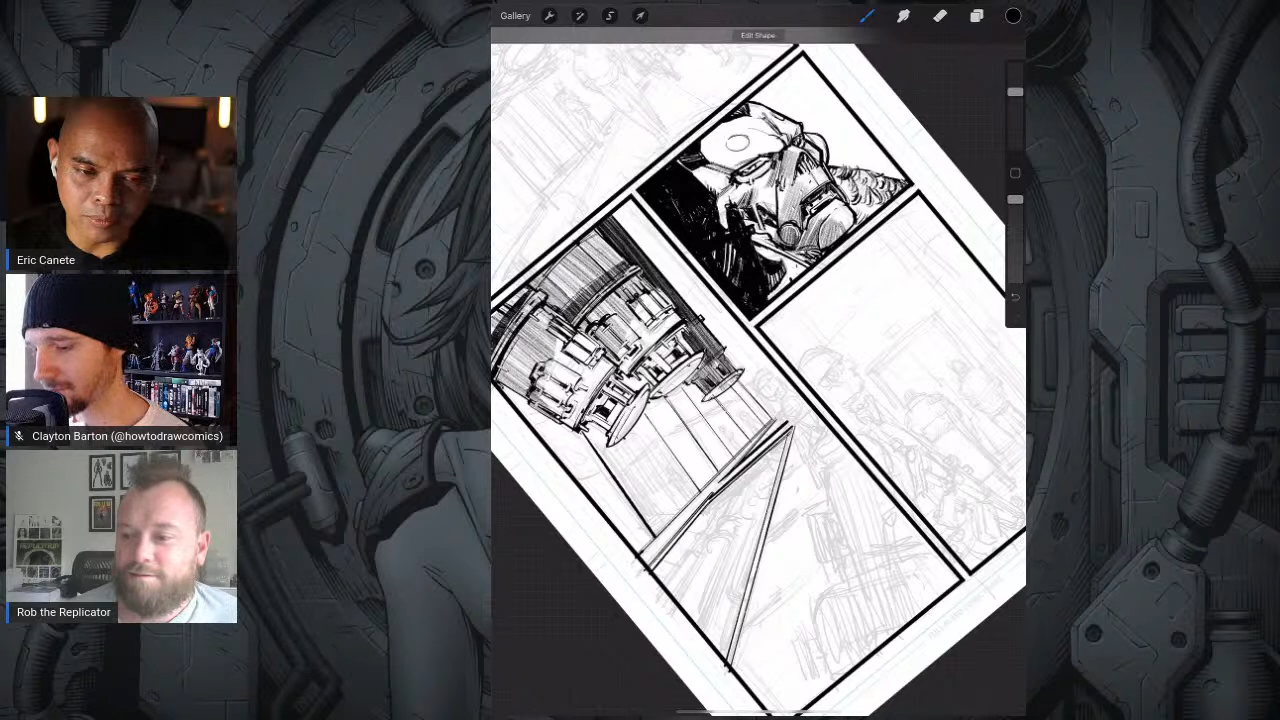 Gallery
Edit Shape
Eric Canete
Clayton Barton (@howtodrawcomics)
Rob the Replicator